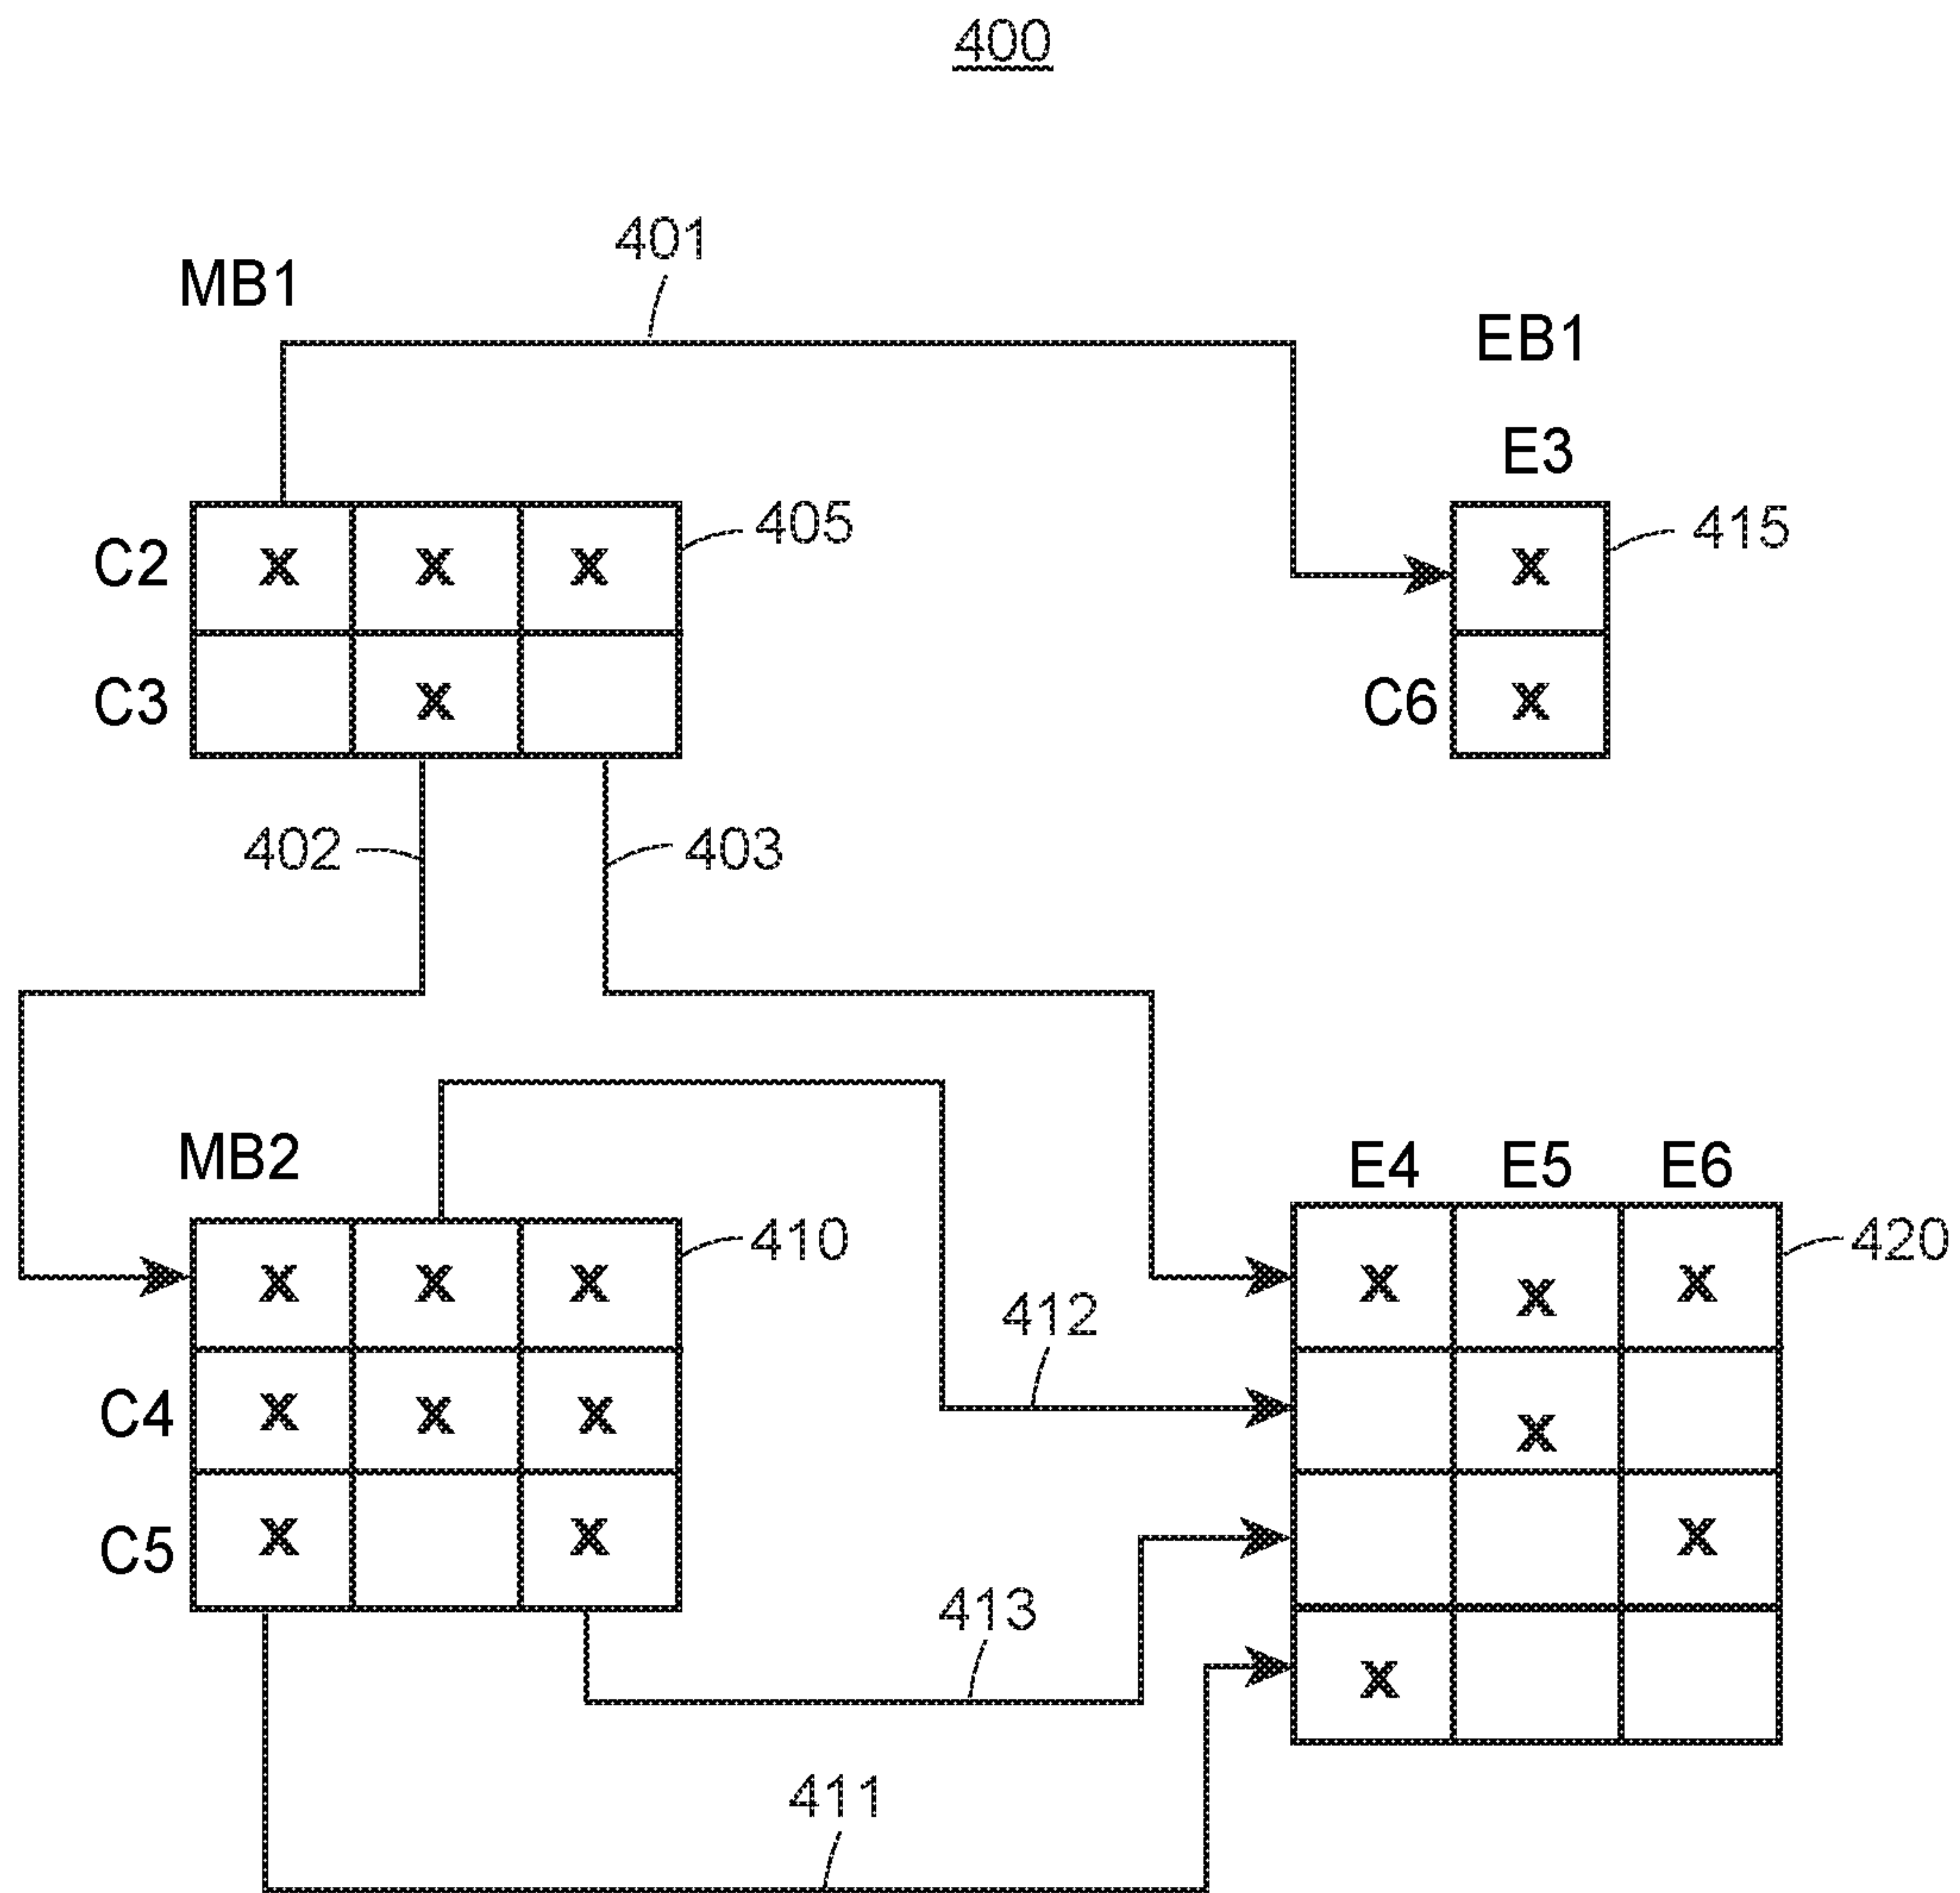 400
401
MB1
EB1
E3
C2 X X X 405
X 415
C3 X
C6 X
402 403
MB2
E4 E5 E6
X X X 410
X X X 420
412
C4 X X X
X
C5 X X
X
413
X
411